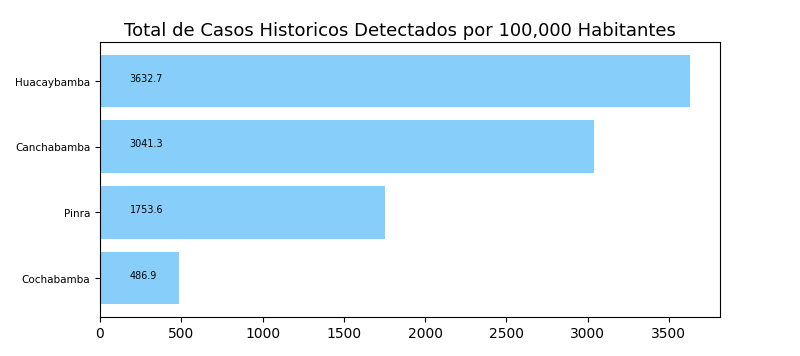 Total de Casos Historicos Detectados por 100,000 Habitantes
Huacaybamba 3632.7
Canchabamba 3041.3
Pinra 1753.6
Cochabamba 486.9
0 500 1000 1500 2000 2500 3000 3500